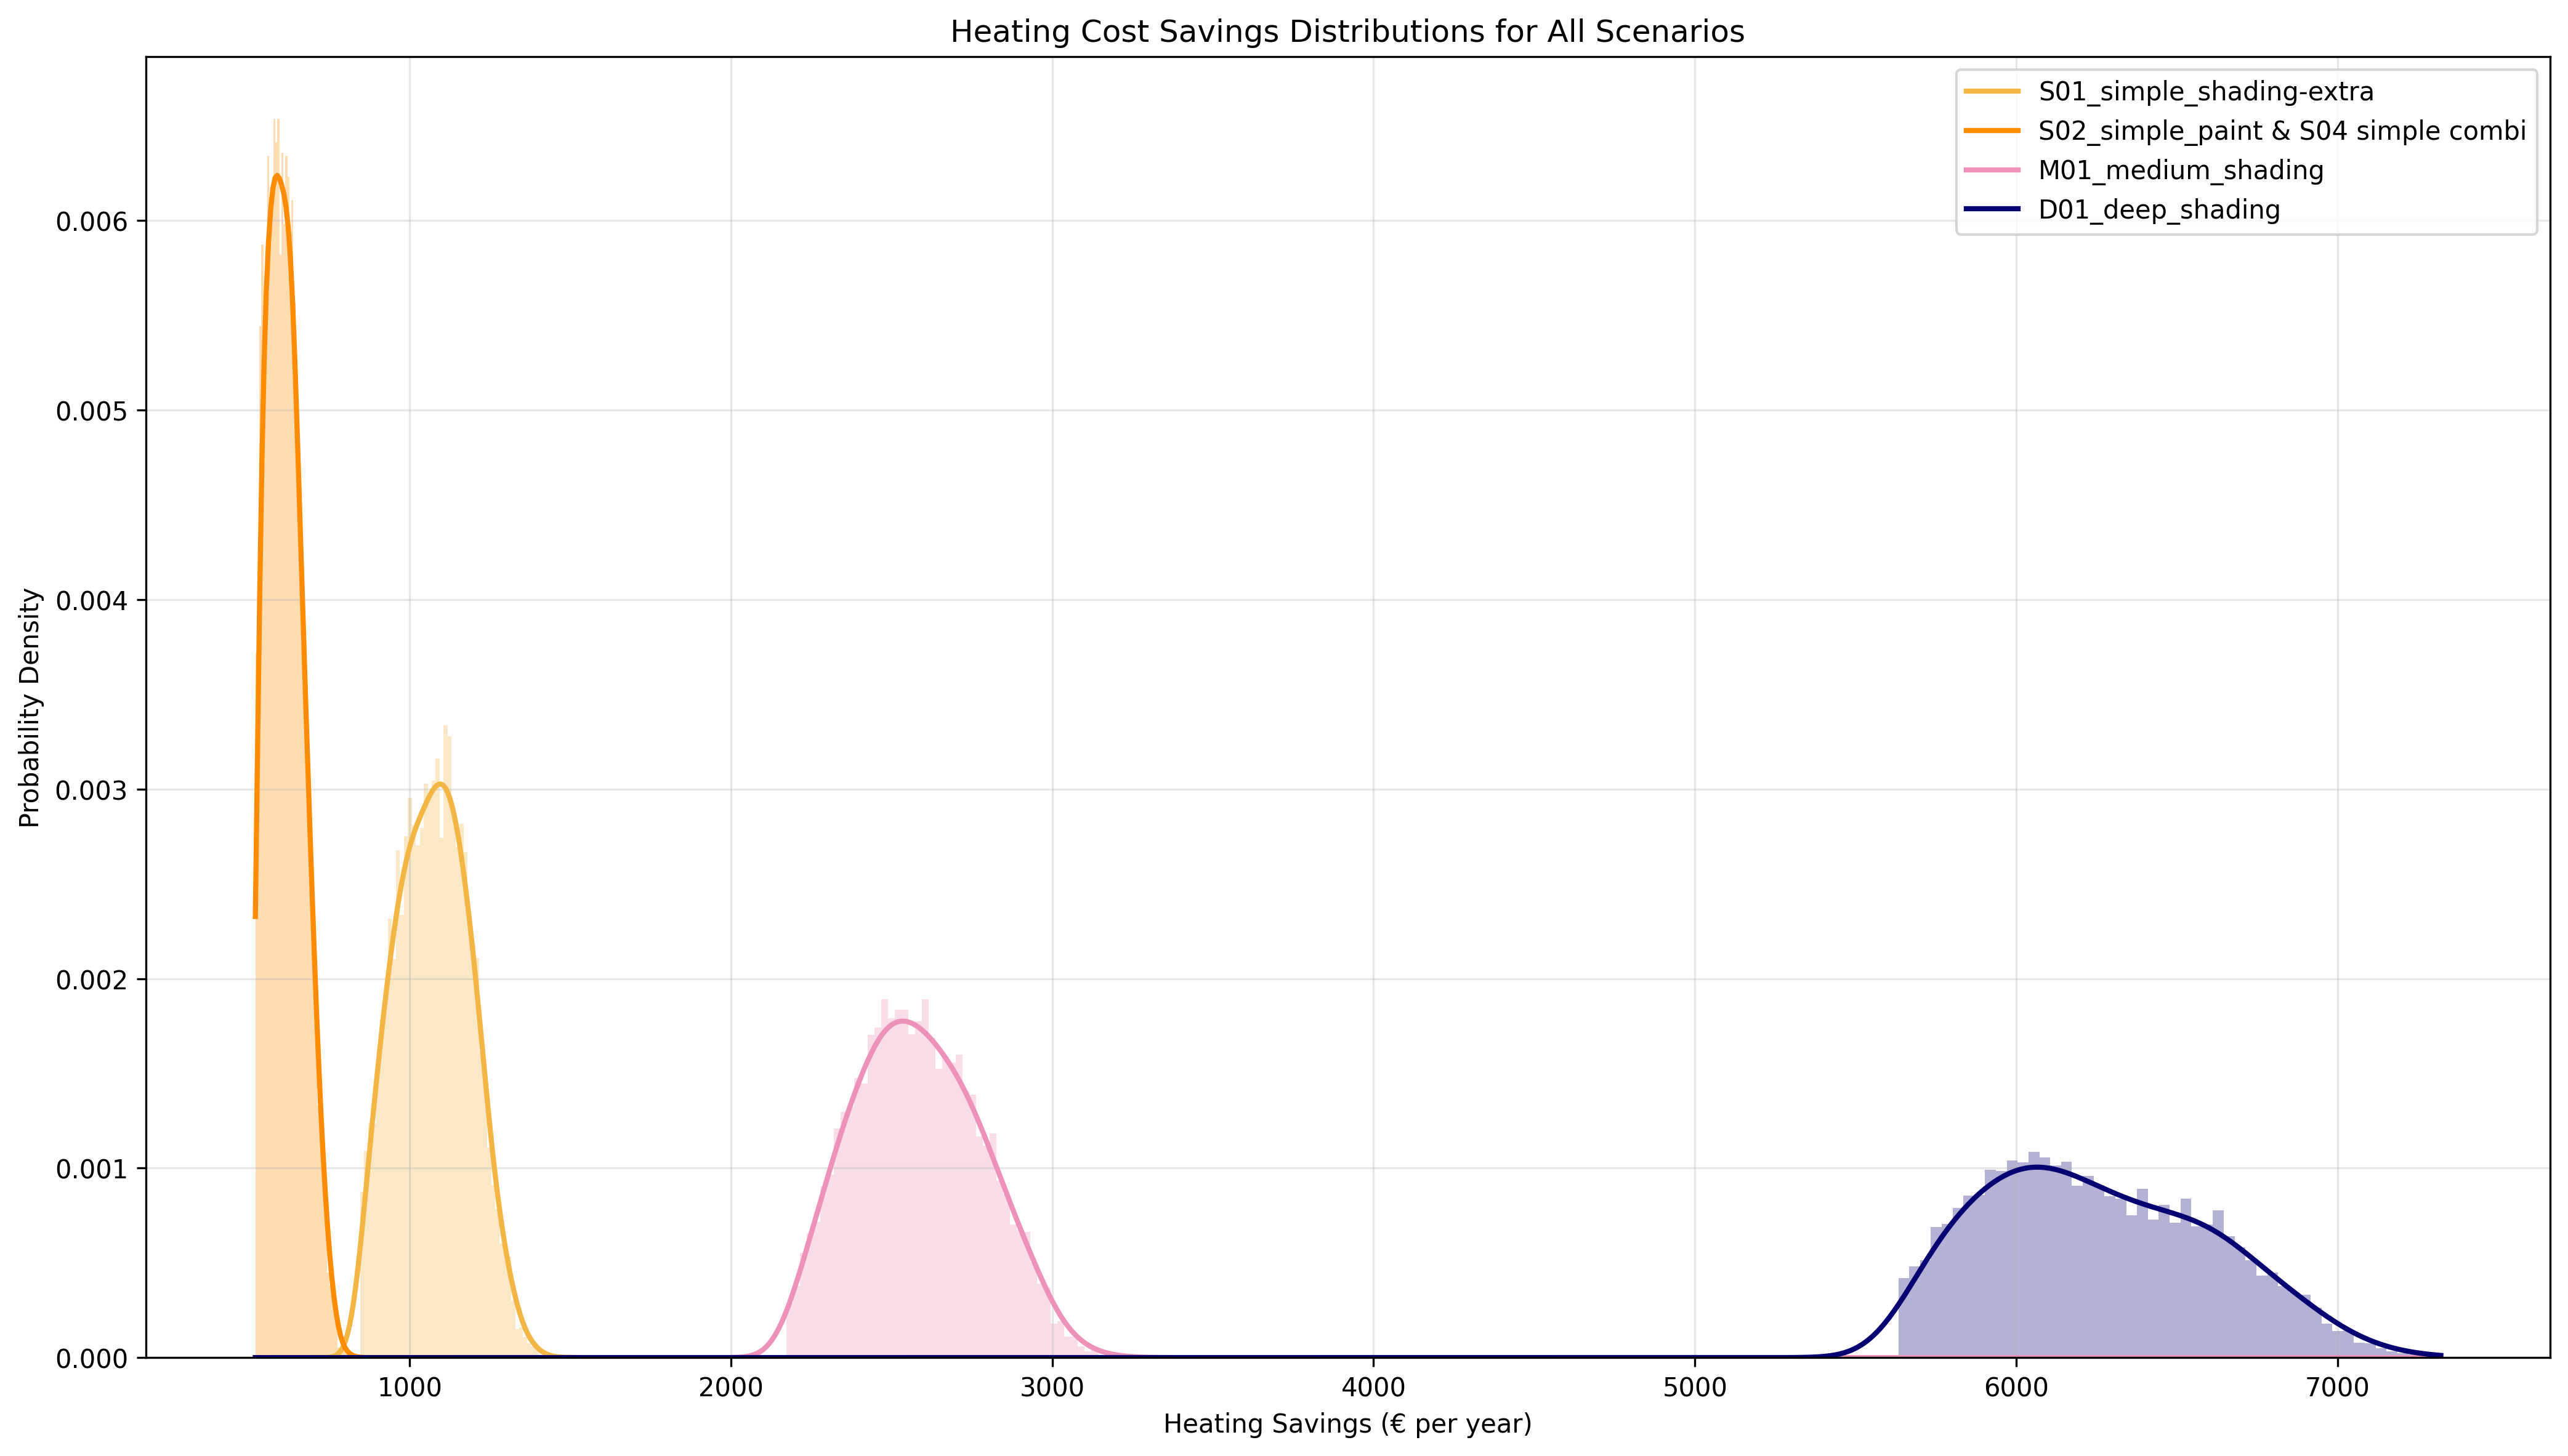 Heating Cost Savings Distributions for All Scenarios
S01_simple_shading-extra
S02_simple_paint & S04 simple combi
M01_medium_shading
D01_deep_shading
Probability Density
0.006
0.005
0.004
0.003
0.002
0.001
0.000
1000 2000 3000 4000 5000 6000 7000
Heating Savings (€ per year)